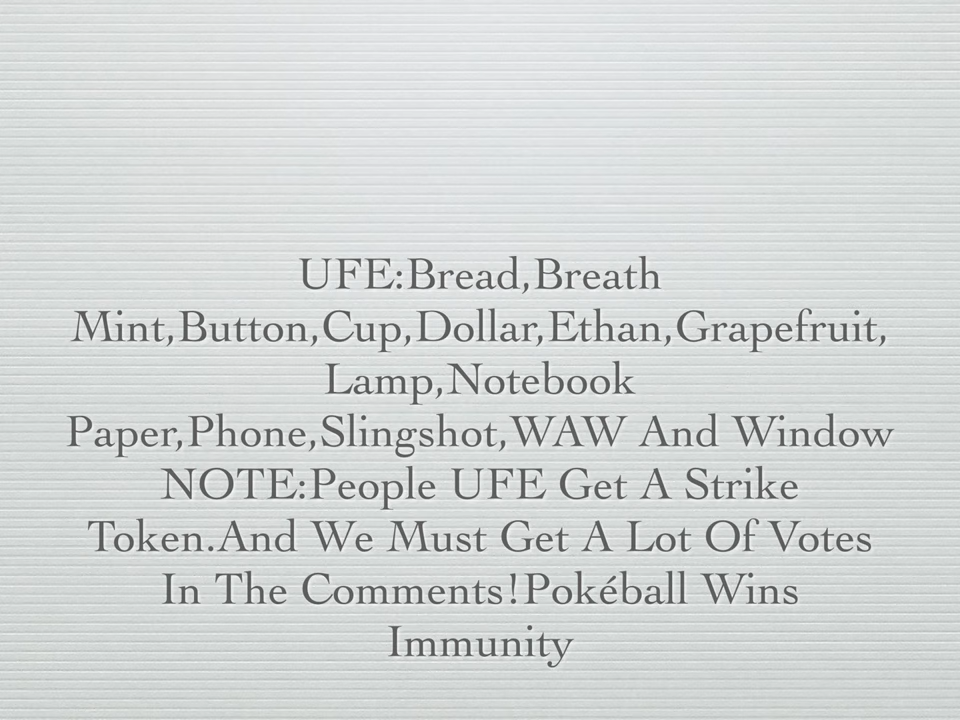 UFE:Bread,Breath
Mint,Button,Cup,Dollar,Ethan,Grapefruit,
Lamp,Notebook
Paper,Phone,Slingshot,WAW And Window
NOTE:People UFE Get A Strike
Token.And We Must Get A Lot Of Votes
In The Comments!Pokéball Wins
Immunity